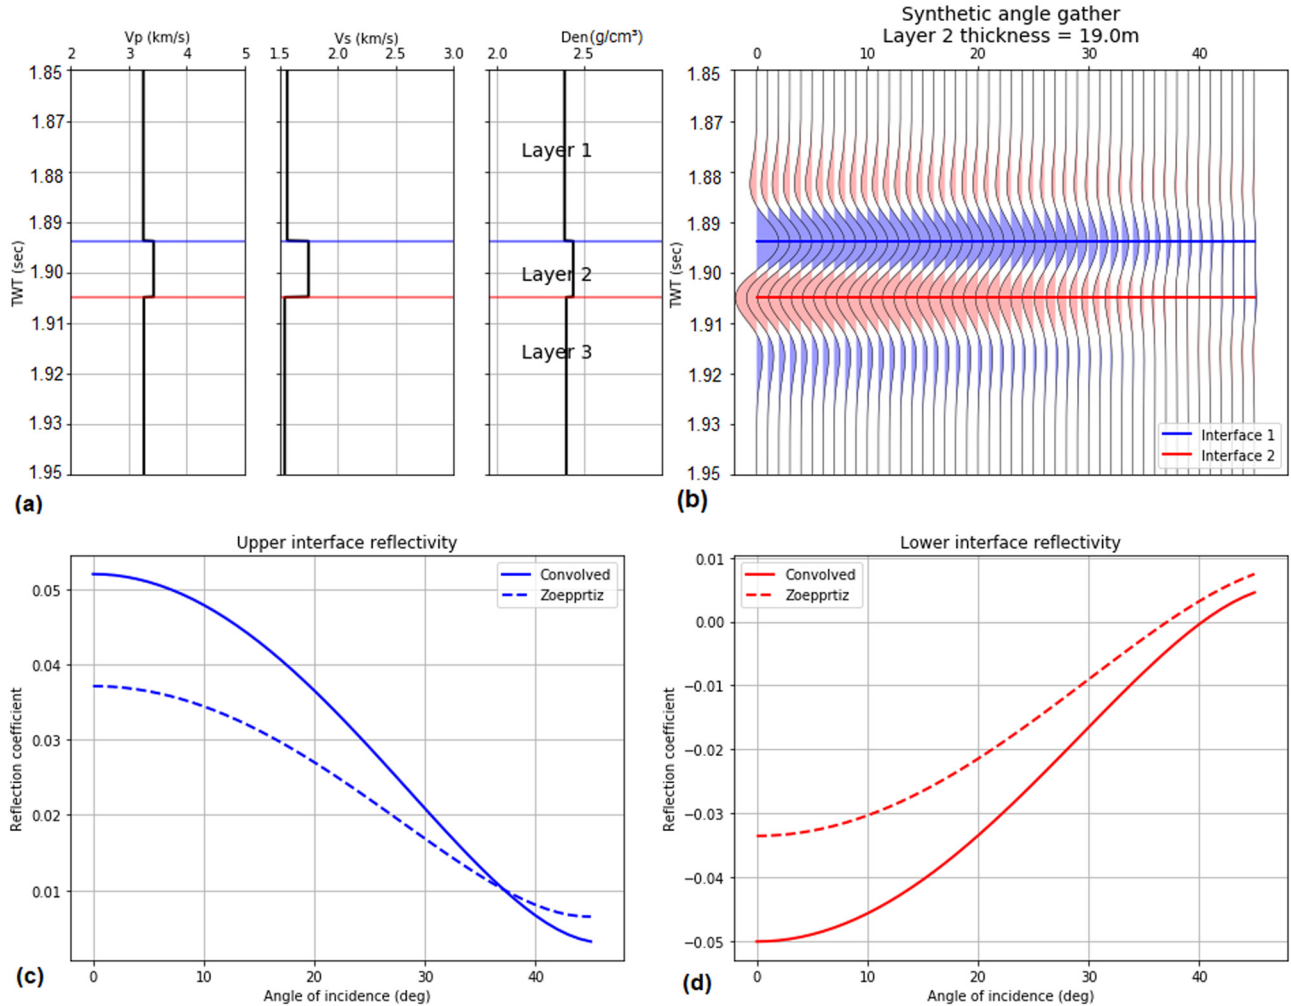 Vp (km/s)
2 3 4 5
Vs (km/s)
1.5 2.0 2.5 3.0
Den (g/cm³)
2.0 2.5
TWT (sec)
1.85
1.87
1.88
1.89
1.90
1.91
1.92
1.93
1.95
Layer 1
Layer 2
Layer 3
(a)
Synthetic angle gather
Layer 2 thickness = 19.0m
0 10 20 30 40
TWT (sec)
1.85
1.87
1.88
1.89
1.90
1.91
1.92
1.93
1.95
Interface 1
Interface 2
(b)
Upper interface reflectivity
Convolved
Zoepprtiz
Reflection coefficient
0.05
0.04
0.03
0.02
0.01
0 10 20 30 40
Angle of incidence (deg)
(c)
Lower interface reflectivity
Convolved
Zoepprtiz
Reflection coefficient
0.01
0.00
−0.01
−0.02
−0.03
−0.04
−0.05
0 10 20 30 40
Angle of incidence (deg)
(d)